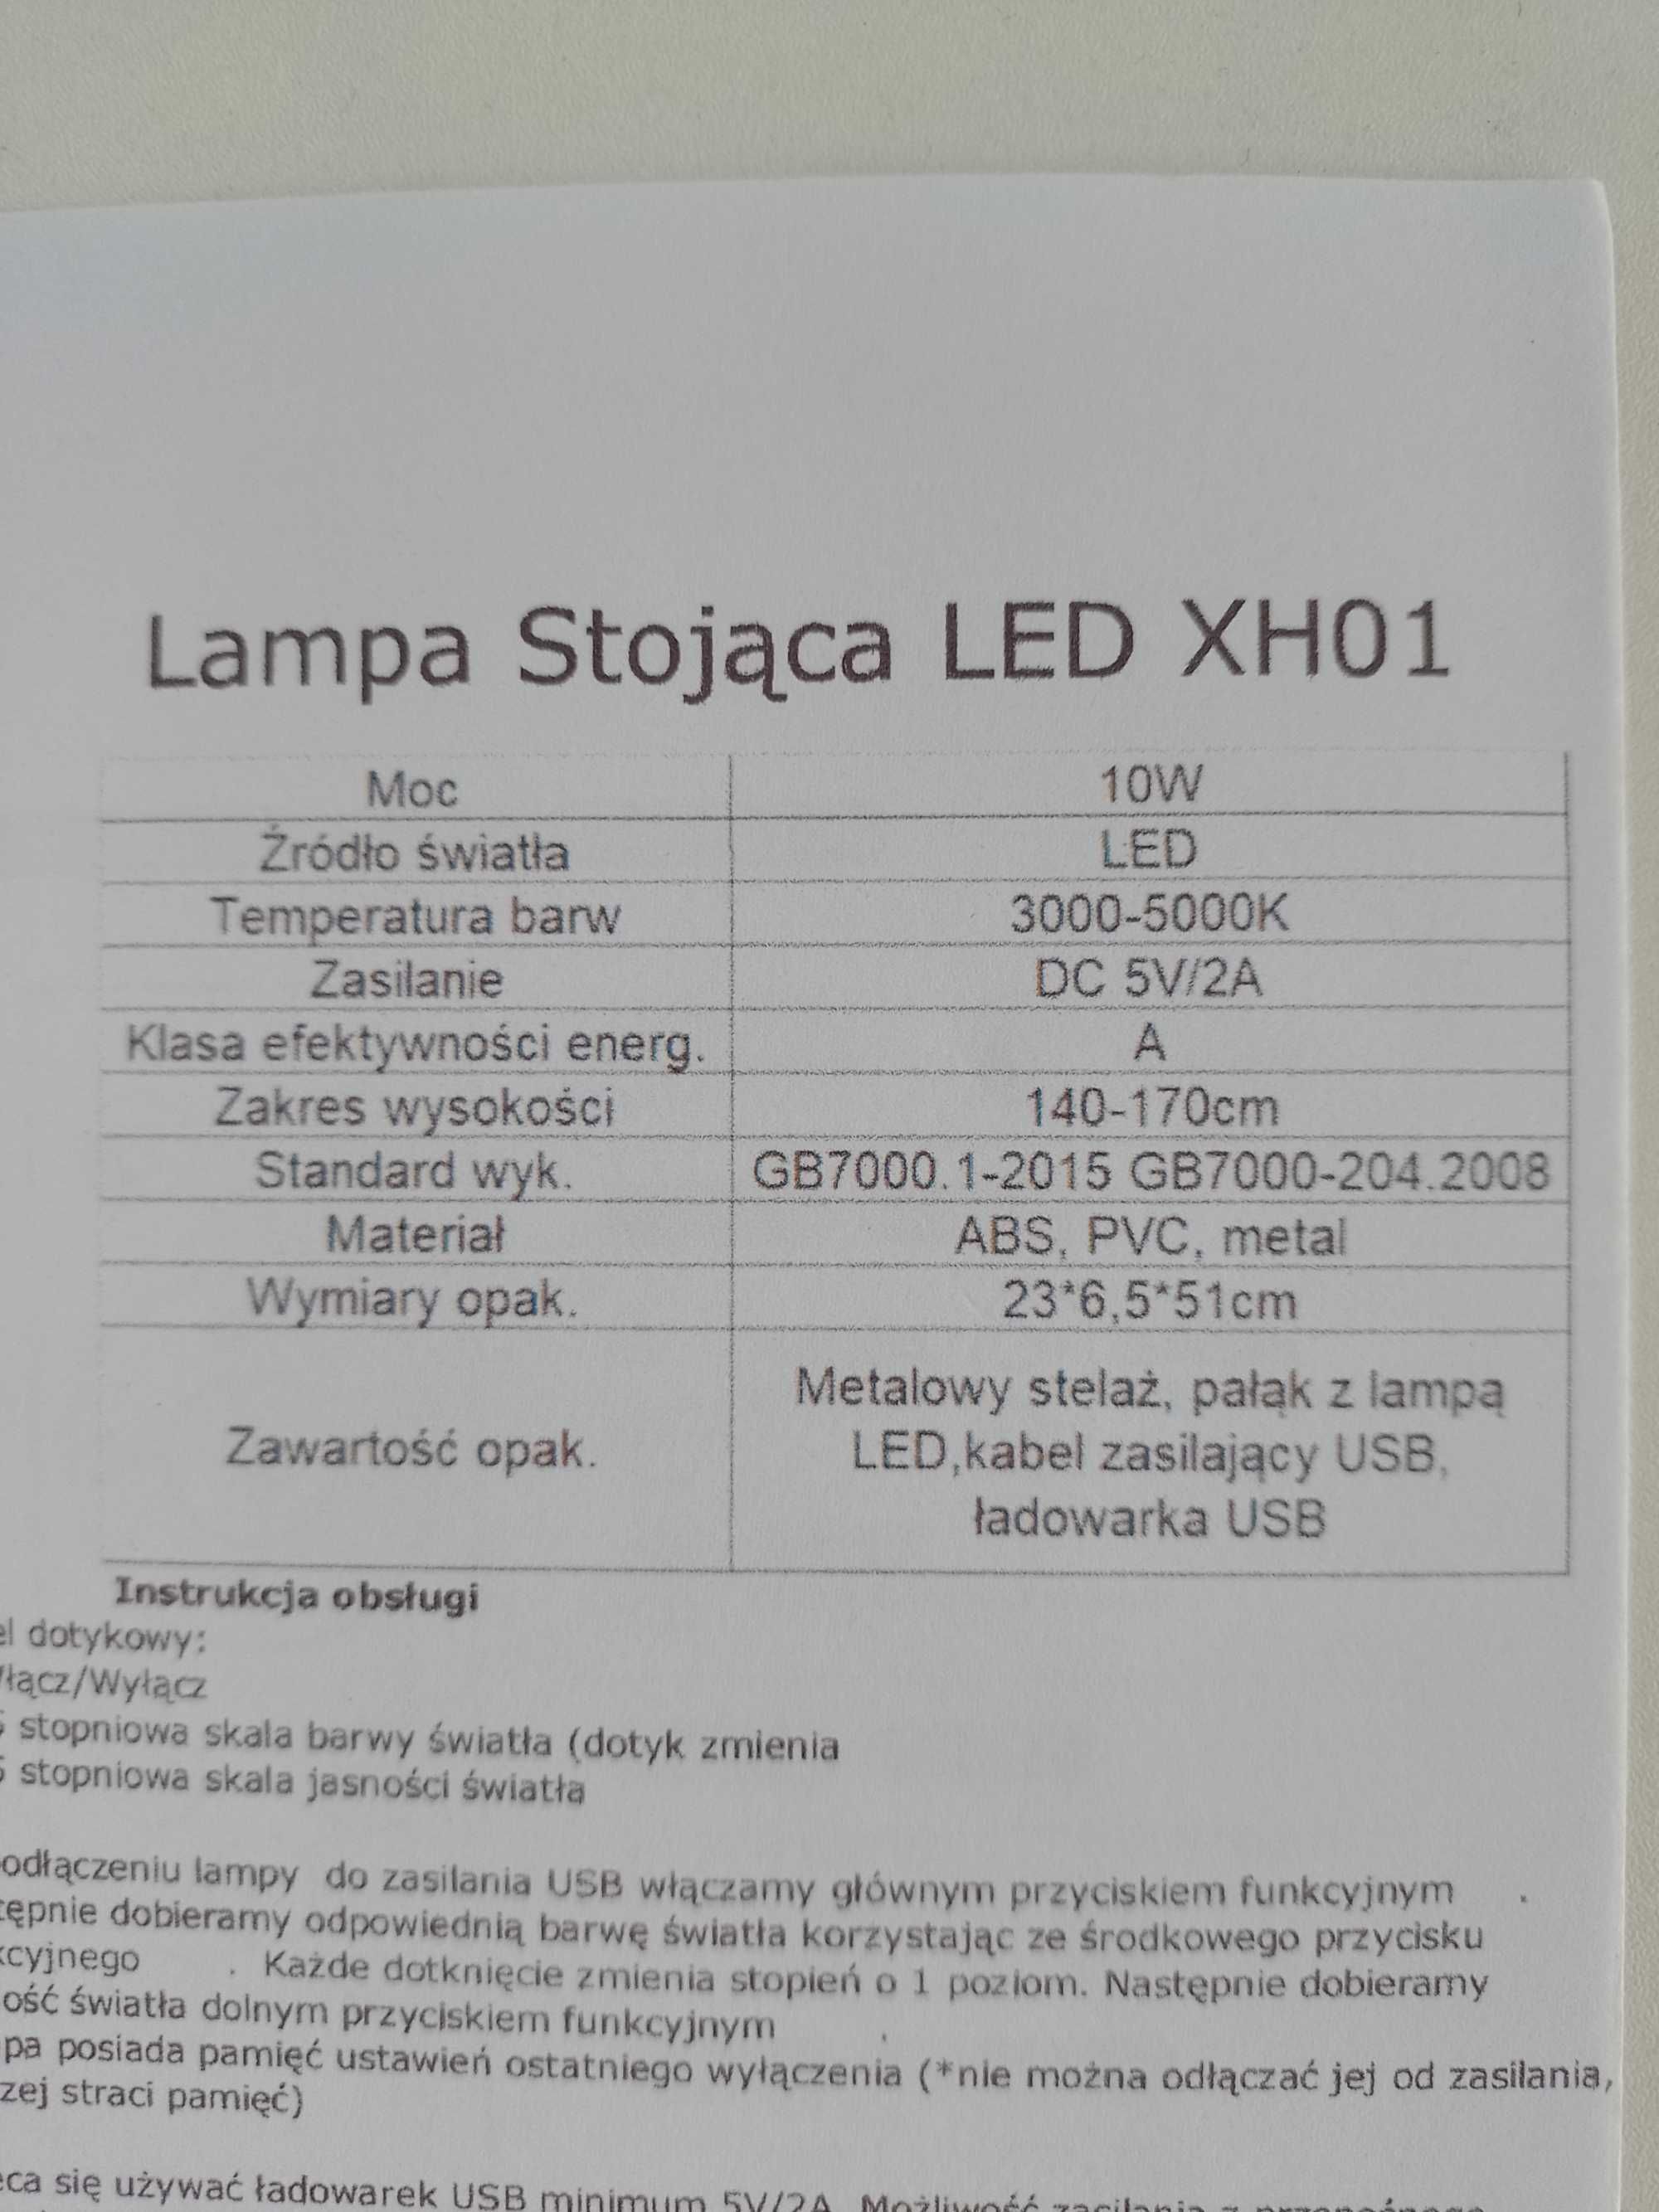 Lampa Stojąca LED XH01
Moc 10W
Źródło światła LED
Temperatura barw 3000-5000K
Zasilanie DC 5V/2A
Klasa efektywności energ. A
Zakres wysokości 140-170cm
Standard wyk. GB7000.1-2015 GB7000-204.2008
Materiał ABS, PVC, metal
Wymiary opak. 23*6,5*51cm
Zawartość opak. Metalowy stelaż, pałąk z lampą
LED,kabel zasilający USB,
ładowarka USB
Instrukcja obsługi
el dotykowy:
łącz/Wyłącz
stopniowa skala barwy światła (dotyk zmienia
stopniowa skala jasności światła
odłączeniu lampy do zasilania USB włączamy głównym przyciskiem funkcyjnym .
tępnie dobieramy odpowiednią barwę światła korzystając ze środkowego przycisku
kcyjnego . Każde dotknięcie zmienia stopień o 1 poziom. Następnie dobieramy
ość światła dolnym przyciskiem funkcyjnym .
pa posiada pamięć ustawień ostatniego wyłączenia (*nie można odłączać jej od zasilania,
zej straci pamięć)
eca się używać ładowarek USB minimum 5V/2A. Możliwość zasilania z przenośnego